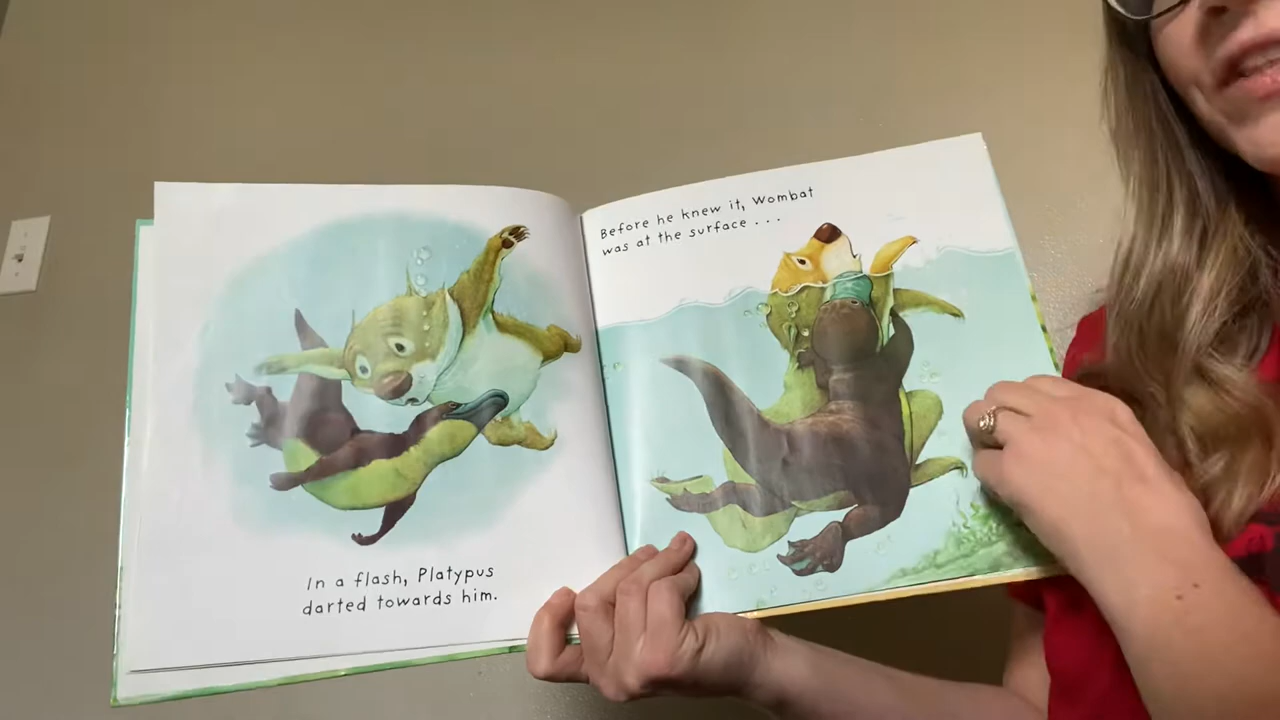 In a flash, Platypus
darted towards him.
Before he knew it, Wombat
was at the surface . . .